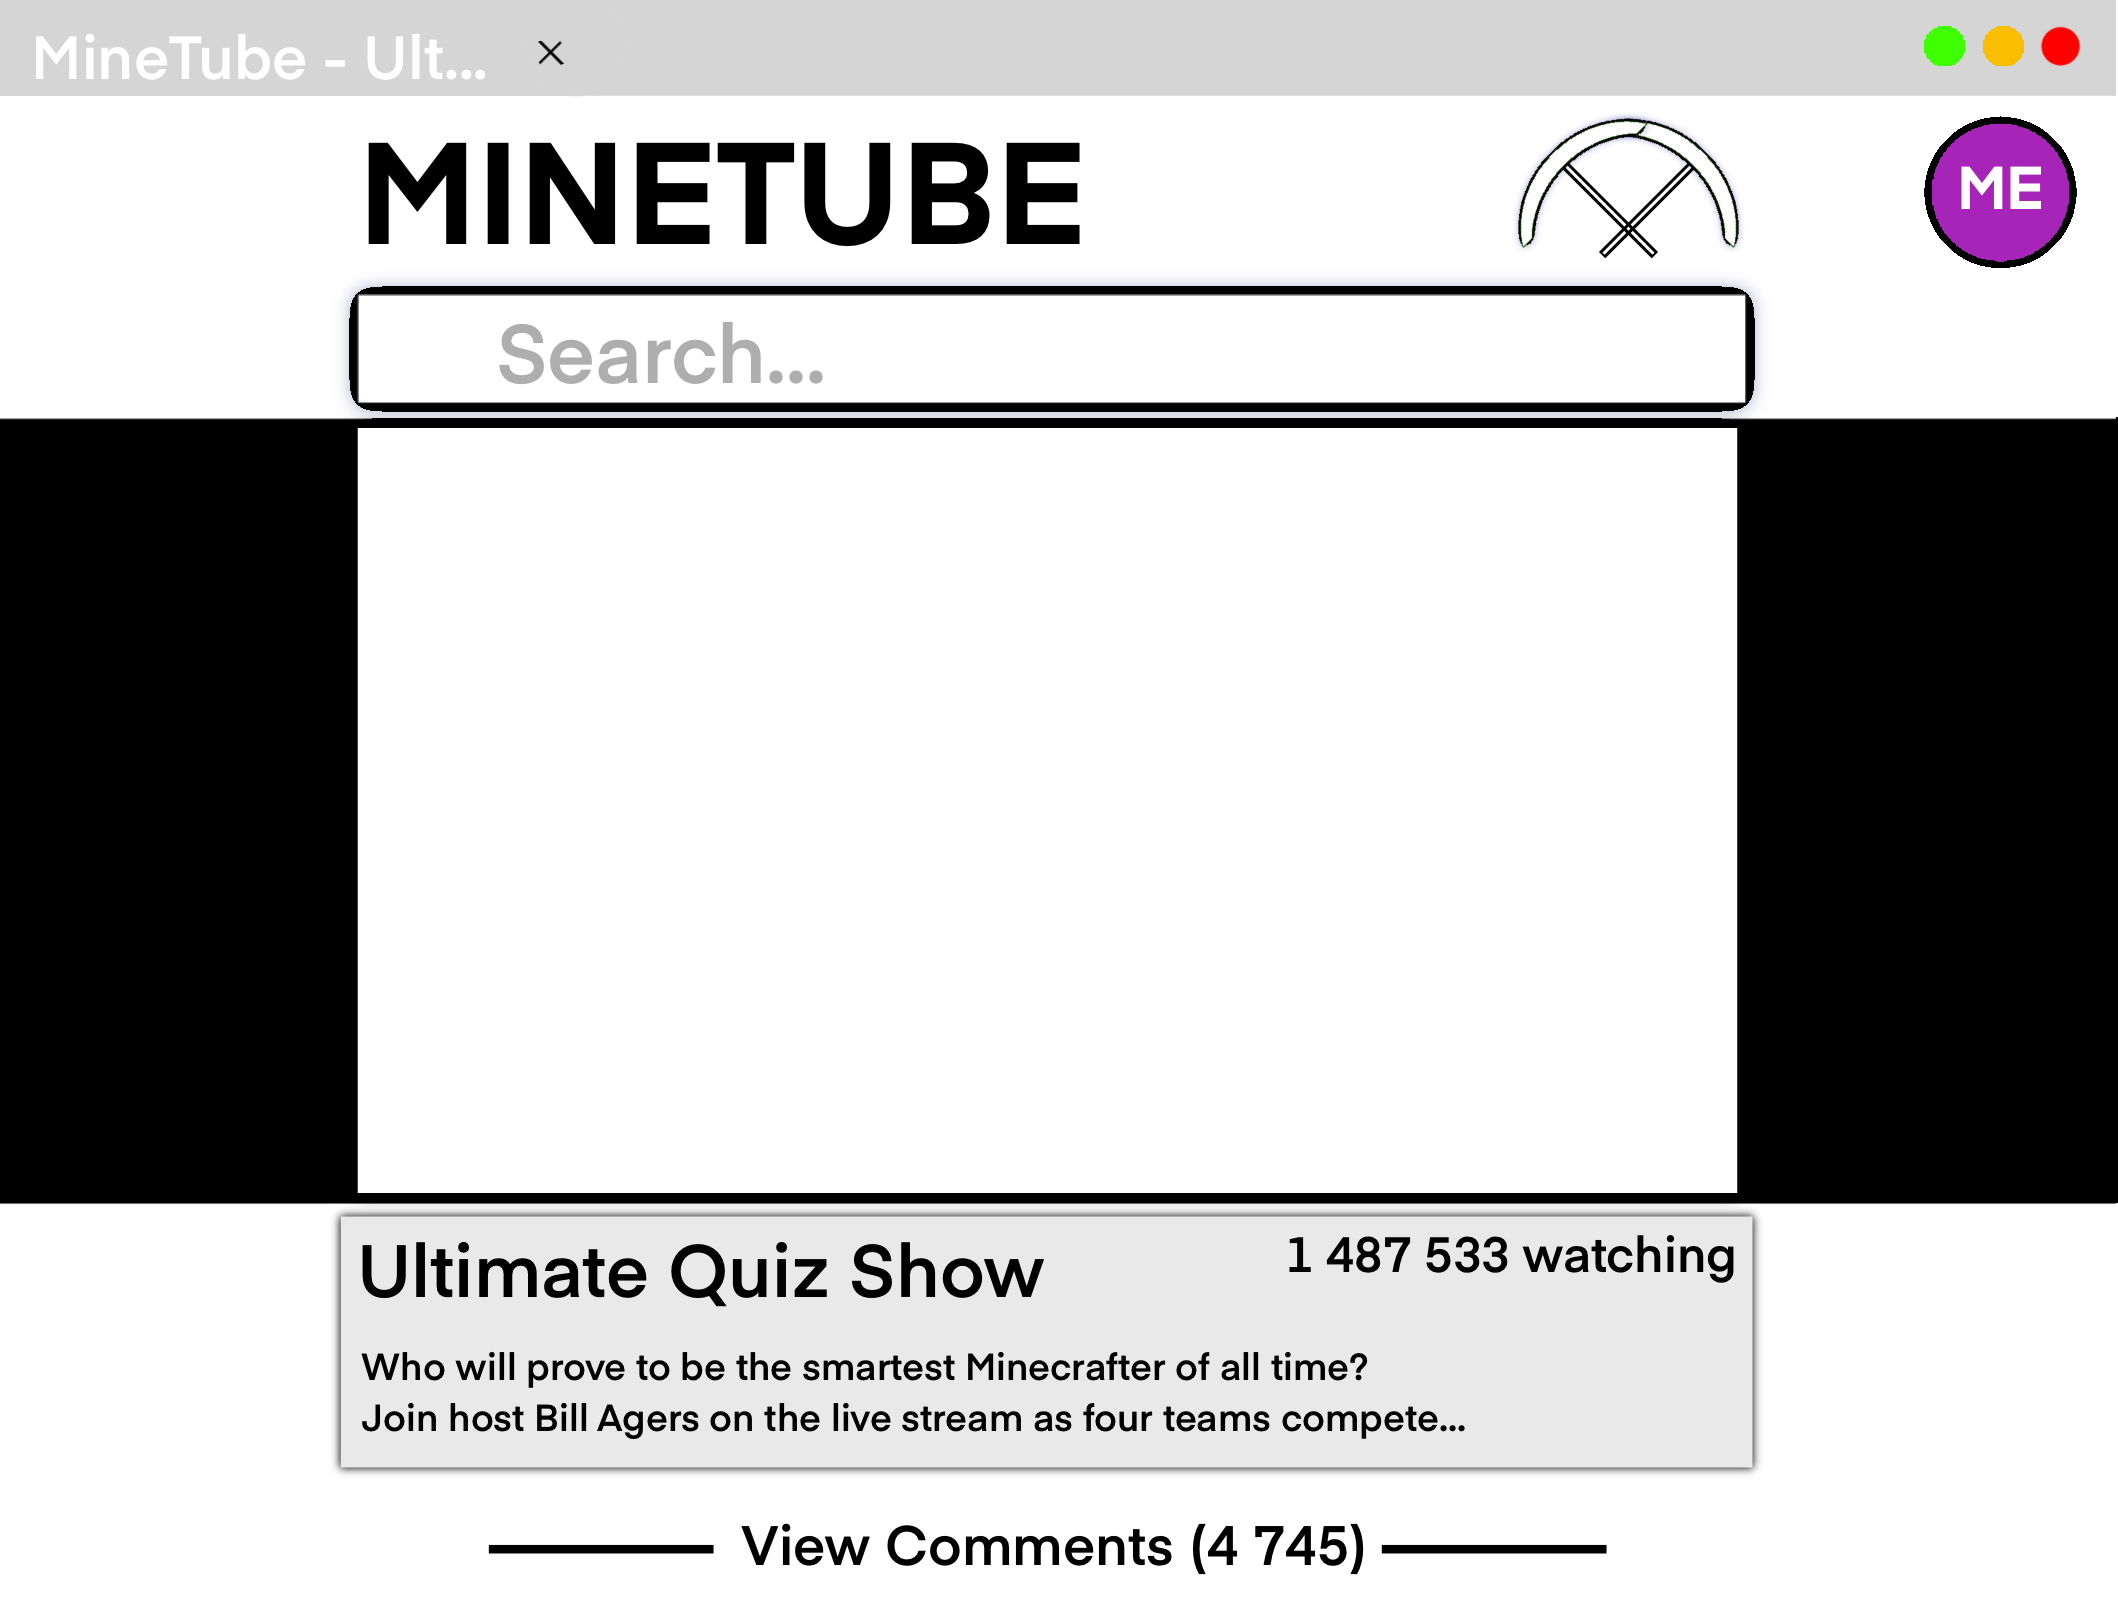 MineTube - Ult...
MINETUBE
ME
Search...
Ultimate Quiz Show
1 487 533 watching
Who will prove to be the smartest Minecrafter of all time?
Join host Bill Agers on the live stream as four teams compete...
View Comments (4 745)